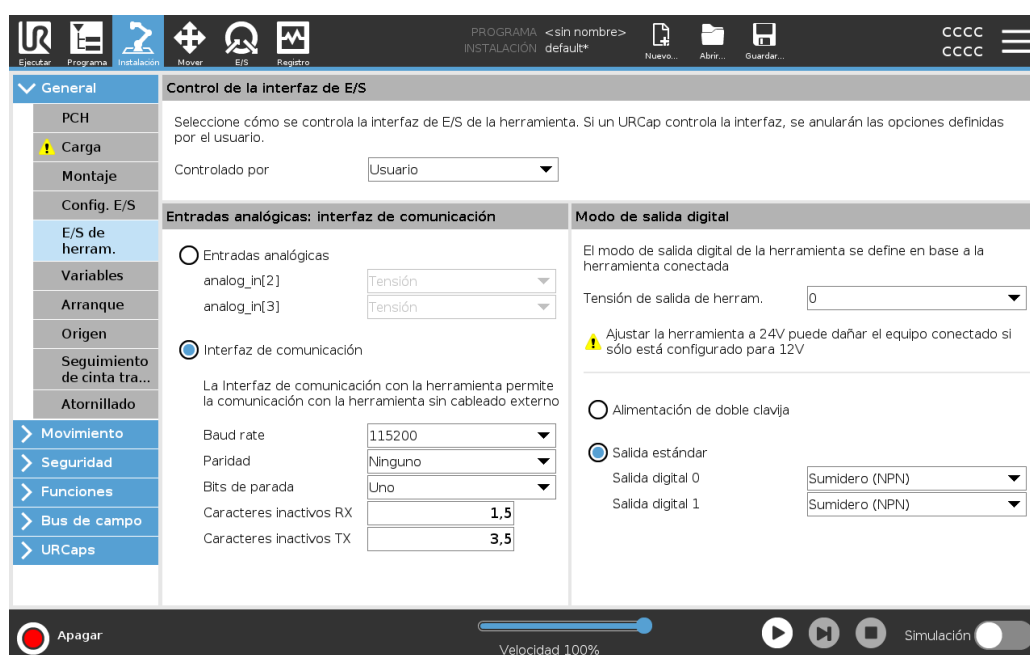 UR
PROGRAMA <sin nombre>
INSTALACIÓN default*
Ejecutar Programa Instalación Mover E/S Registro
Nuevo... Abrir... Guardar...
CCCC
CCCC
General
PCH
Carga
Montaje
Config. E/S
E/S de
herram.
Variables
Arranque
Origen
Seguimiento
de cinta tra...
Atornillado
Movimiento
Seguridad
Funciones
Bus de campo
URCaps
Control de la interfaz de E/S
Seleccione cómo se controla la interfaz de E/S de la herramienta. Si un URCap controla la interfaz, se anularán las opciones definidas
por el usuario.
Controlado por Usuario
Entradas analógicas: interfaz de comunicación
Entradas analógicas
analog_in[2] Tensión
analog_in[3] Tensión
Interfaz de comunicación
La Interfaz de comunicación con la herramienta permite
la comunicación con la herramienta sin cableado externo
Baud rate 115200
Paridad Ninguno
Bits de parada Uno
Caracteres inactivos RX 1,5
Caracteres inactivos TX 3,5
Modo de salida digital
El modo de salida digital de la herramienta se define en base a la
herramienta conectada
Tensión de salida de herram. 0
Ajustar la herramienta a 24V puede dañar el equipo conectado si
sólo está configurado para 12V
Alimentación de doble clavija
Salida estándar
Salida digital 0 Sumidero (NPN)
Salida digital 1 Sumidero (NPN)
Apagar
Velocidad 100%
Simulación